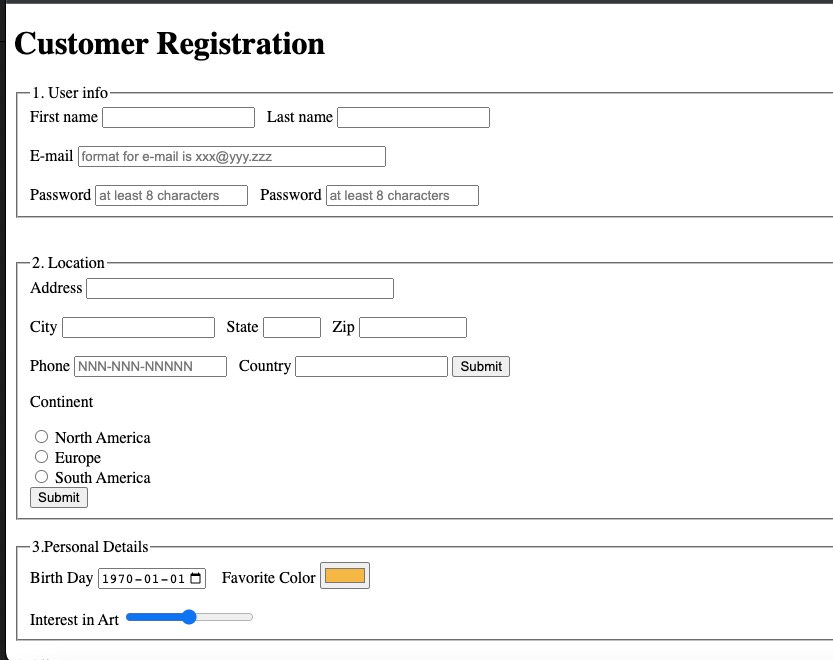 Customer Registration
1. User info
First name Last name
E-mail format for e-mail is xxx@yyy.zzz
Password at least 8 characters Password at least 8 characters
2. Location
Address
City State Zip
Phone NNN-NNN-NNNNN Country Submit
Continent
North America
Europe
South America
Submit
3.Personal Details
Birth Day 1970-01-01 Favorite Color
Interest in Art